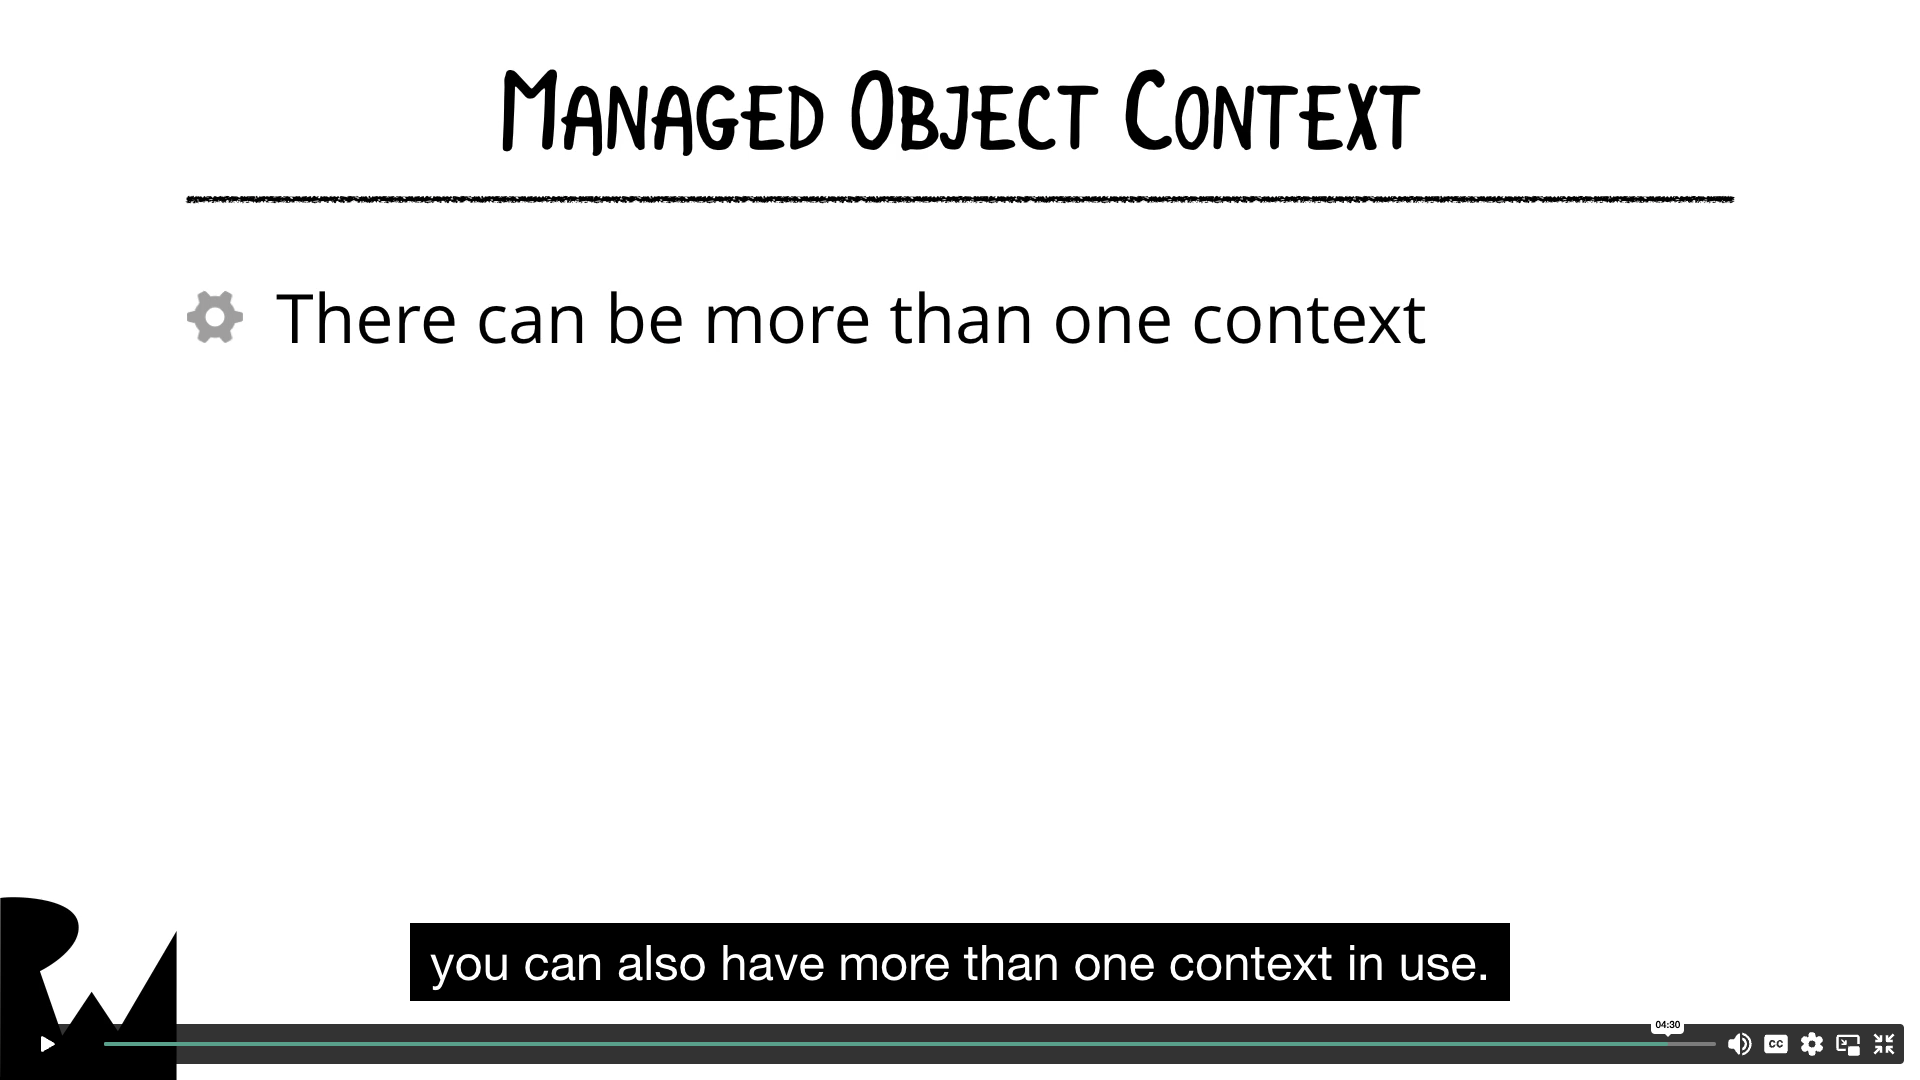 Managed Object Context
There can be more than one context
RW
you can also have more than one context in use.
04:30
CC